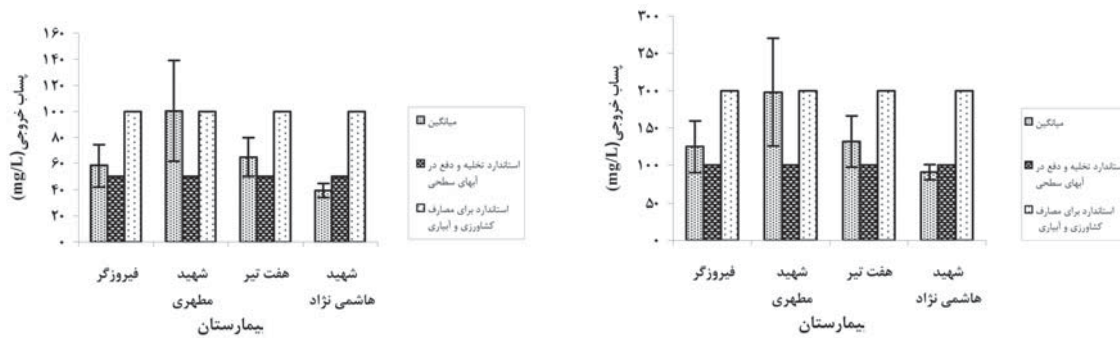 پساب خروجی(mg/L)
۱۶۰
۱۴۰
۱۲۰
۱۰۰
۸۰
۶۰
۴۰
۲۰
۰
فیروزگر
شهید
مطهری
هفت تیر
شهید
هاشمی نژاد
بیمارستان
میانگین
استاندارد تخلیه و دفع در
آبهای سطحی
استاندارد برای مصارف
کشاورزی و آبیاری
پساب خروجی(mg/L)
۳۰۰
۲۵۰
۲۰۰
۱۵۰
۱۰۰
۵۰
۰
فیروزگر
شهید
مطهری
هفت تیر
شهید
هاشمی نژاد
بیمارستان
میانگین
ستاندارد تخلیه و دفع در
آبهای سطحی
استاندارد برای مصارف
کشاورزی و آبیاری